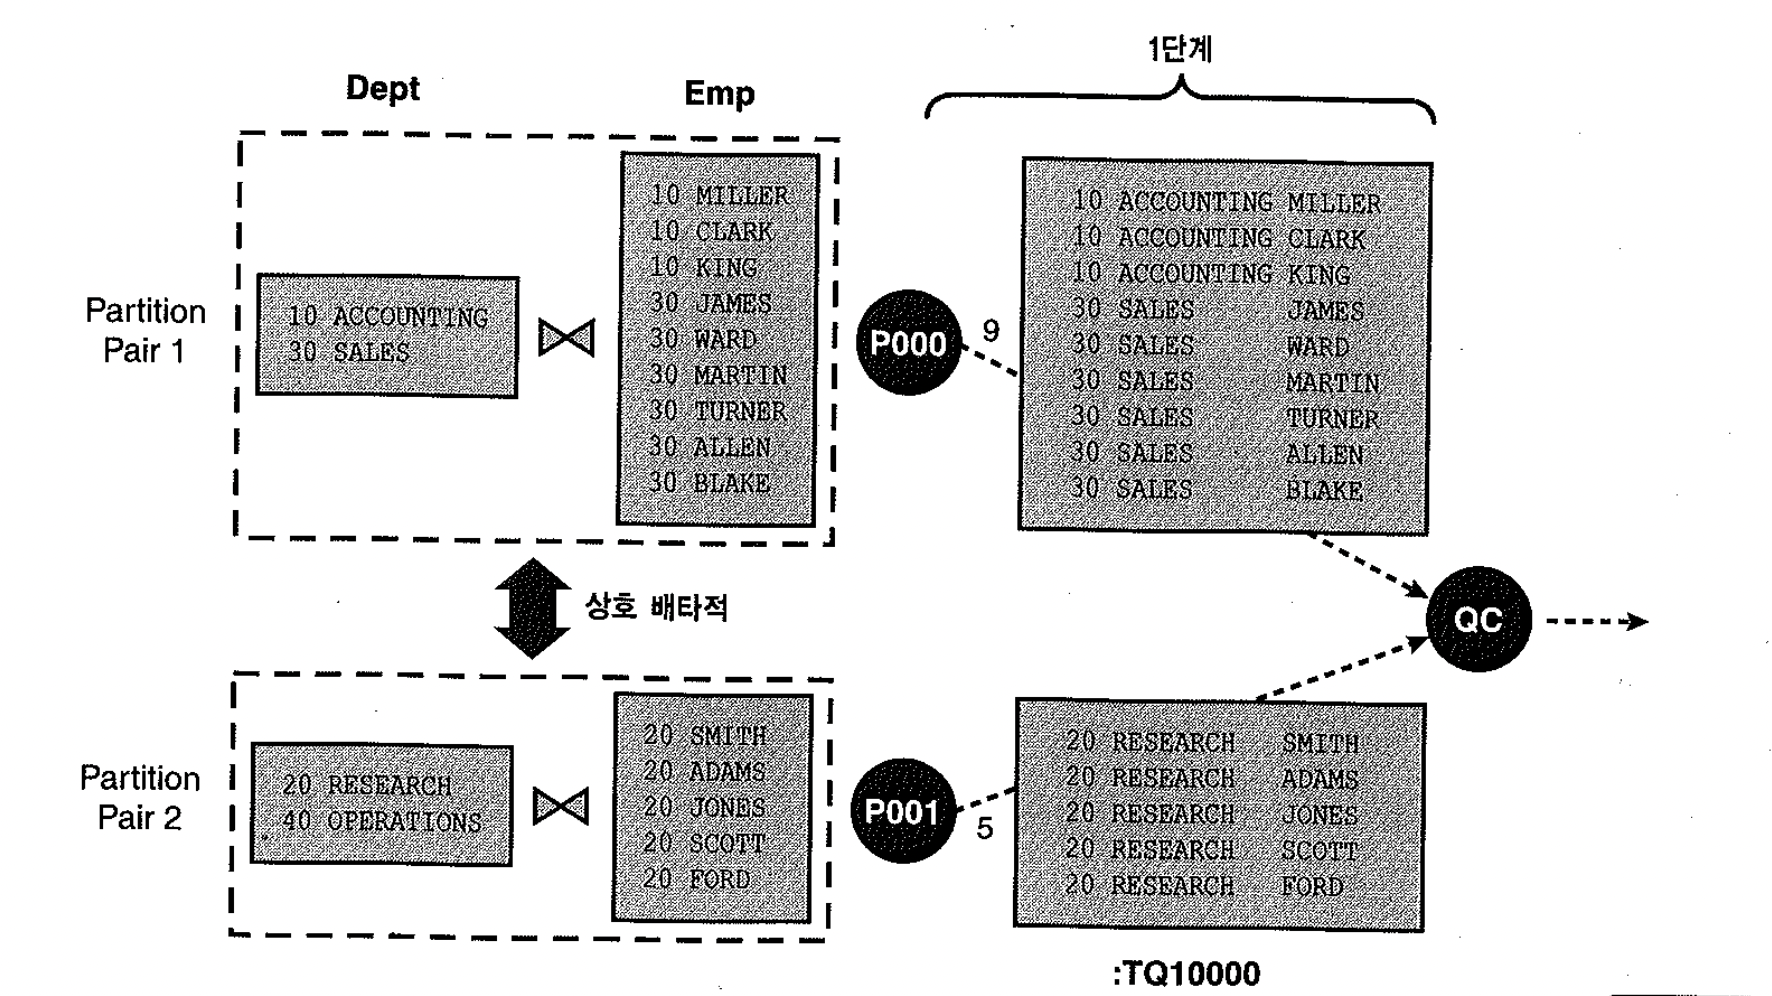 1단계
Dept
Emp
Partition
Pair 1
10 ACCOUNTING
30 SALES
10 MILLER
10 CLARK
10 KING
30 JAMES
30 WARD
30 MARTIN
30 TURNER
30 ALLEN
30 BLAKE
P000
9
10 ACCOUNTING MILLER
10 ACCOUNTING CLARK
10 ACCOUNTING KING
30 SALES JAMES
30 SALES WARD
30 SALES MARTIN
30 SALES TURNER
30 SALES ALLEN
30 SALES BLAKE
상호 배타적
QC
Partition
Pair 2
20 RESEARCH
40 OPERATIONS
20 SMITH
20 ADAMS
20 JONES
20 SCOTT
20 FORD
P001
5
20 RESEARCH SMITH
20 RESEARCH ADAMS
20 RESEARCH JONES
20 RESEARCH SCOTT
20 RESEARCH FORD
:TQ10000